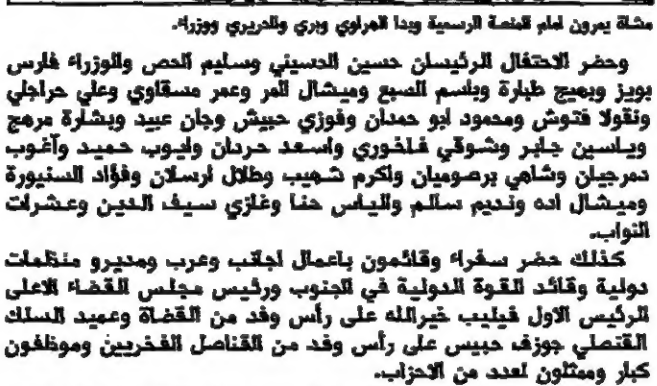 مشاة يمرون امام المنصة الرسمية وبدا الهراوي وبري والحريري ووزراء.
وحضر الاحتفال الرئيسان حسين الحسيني وسليم الحص والوزراء فارس
بويز وبهيج طبارة وباسم السبع وميشال المر وعمر مسقاوي وعلي حراجلي
ونقولا فتوش ومحمود ابو حمدان وفوزي حبيش وجان عبيد وبشارة مرهج
وياسين جابر وشوقي فاخوري واسعد حردان وايوب حميد وآغوب
دمرجيان وشاهي برصوميان واكرم شهيب وطلال ارسلان وفؤاد السنيورة
وميشال اده ونديم سالم والياس حنا وغازي سيف الدين وعشرات
النواب.
كذلك حضر سفراء وقائمون باعمال اجانب وعرب ومديرو منظمات
دولية وقائد القوة الدولية في الجنوب ورئيس مجلس القضاء الاعلى
الرئيس الاول فيليب خيرالله على رأس وفد من القضاة وعميد السلك
القنصلي جوزف حبيس على رأس وفد من القناصل الفخريين وموظفون
كبار وممثلون لعدد من الاحزاب.